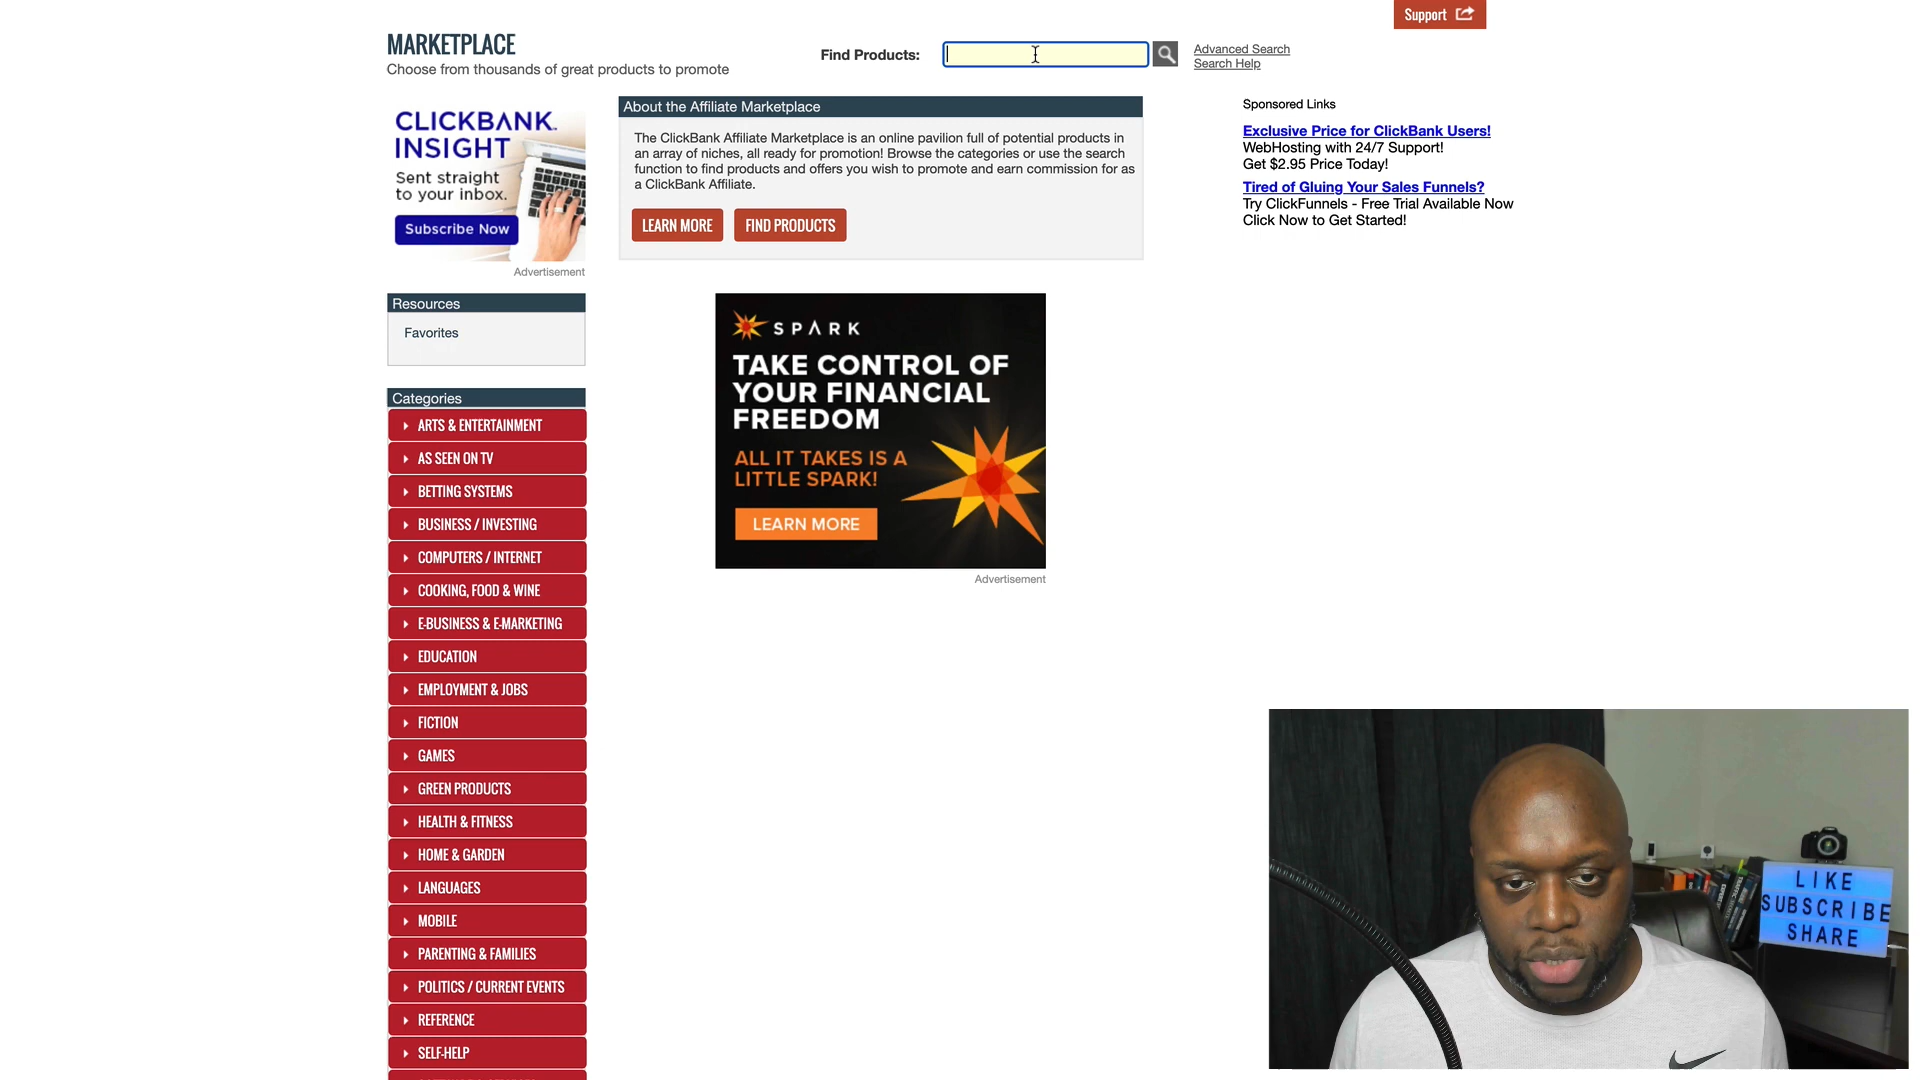 Support
MARKETPLACE
Choose from thousands of great products to promote
Find Products:
Advanced Search
Search Help
CLICKBANK
INSIGHT
Sent straight
to your inbox.
Subscribe Now
Advertisement
Resources
Favorites
Categories
ARTS & ENTERTAINMENT
AS SEEN ON TV
BETTING SYSTEMS
BUSINESS / INVESTING
COMPUTERS / INTERNET
COOKING, FOOD & WINE
E-BUSINESS & E-MARKETING
EDUCATION
EMPLOYMENT & JOBS
FICTION
GAMES
GREEN PRODUCTS
HEALTH & FITNESS
HOME & GARDEN
LANGUAGES
MOBILE
PARENTING & FAMILIES
POLITICS / CURRENT EVENTS
REFERENCE
SELF-HELP
About the Affiliate Marketplace
The ClickBank Affiliate Marketplace is an online pavilion full of potential products in
an array of niches, all ready for promotion! Browse the categories or use the search
function to find products and offers you wish to promote and earn commission for as
a ClickBank Affiliate.
LEARN MORE
FIND PRODUCTS
SPARK
TAKE CONTROL OF
YOUR FINANCIAL
FREEDOM
ALL IT TAKES IS A
LITTLE SPARK!
LEARN MORE
Advertisement
Sponsored Links
Exclusive Price for ClickBank Users!
WebHosting with 24/7 Support!
Get $2.95 Price Today!
Tired of Gluing Your Sales Funnels?
Try ClickFunnels - Free Trial Available Now
Click Now to Get Started!
LIKE
SUBSCRIBE
SHARE